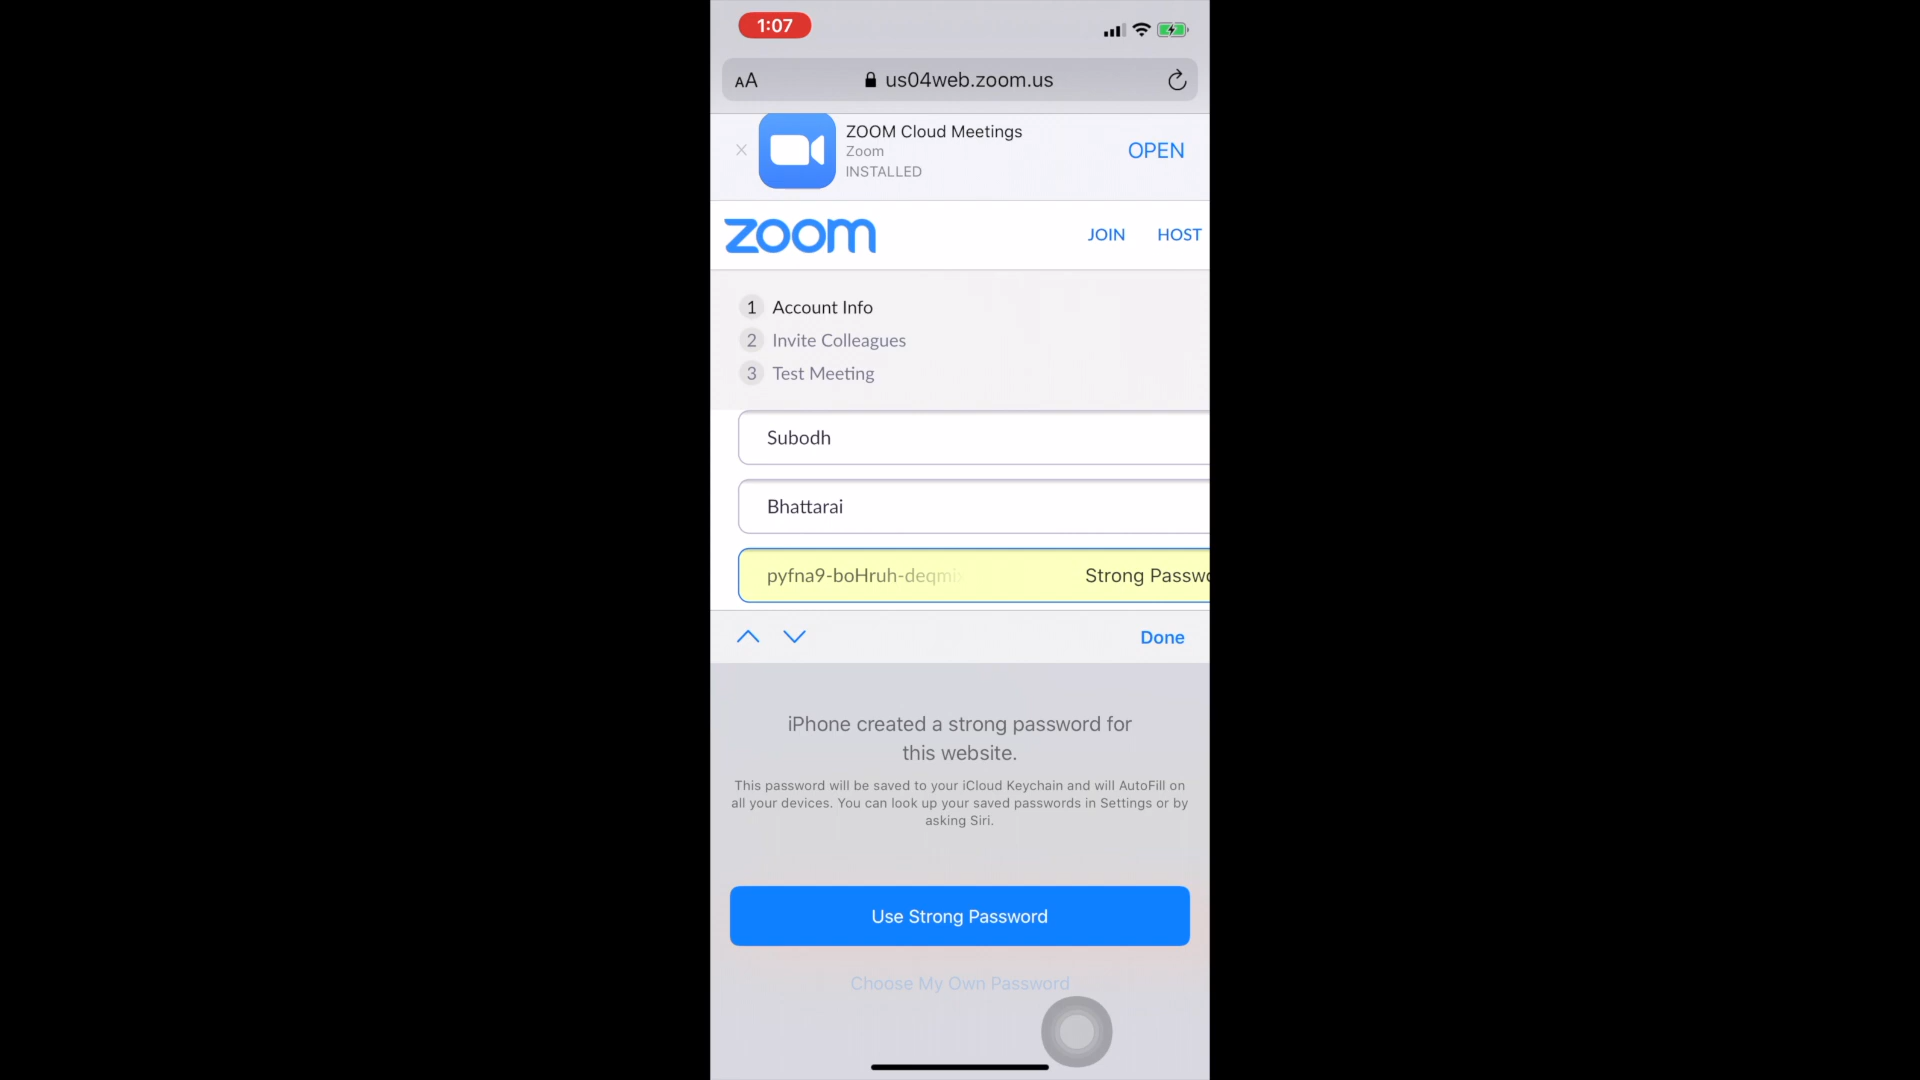 1:07
AA us04web.zoom.us
ZOOM Cloud Meetings
Zoom
INSTALLED
OPEN
zoom JOIN HOST
1 Account Info
2 Invite Colleagues
3 Test Meeting
Subodh
Bhattarai
pyfna9-boHruh-deqmix Strong Passwo
Done
iPhone created a strong password for
this website.
This password will be saved to your iCloud Keychain and will AutoFill on
all your devices. You can look up your saved passwords in Settings or by
asking Siri.
Use Strong Password
Choose My Own Password